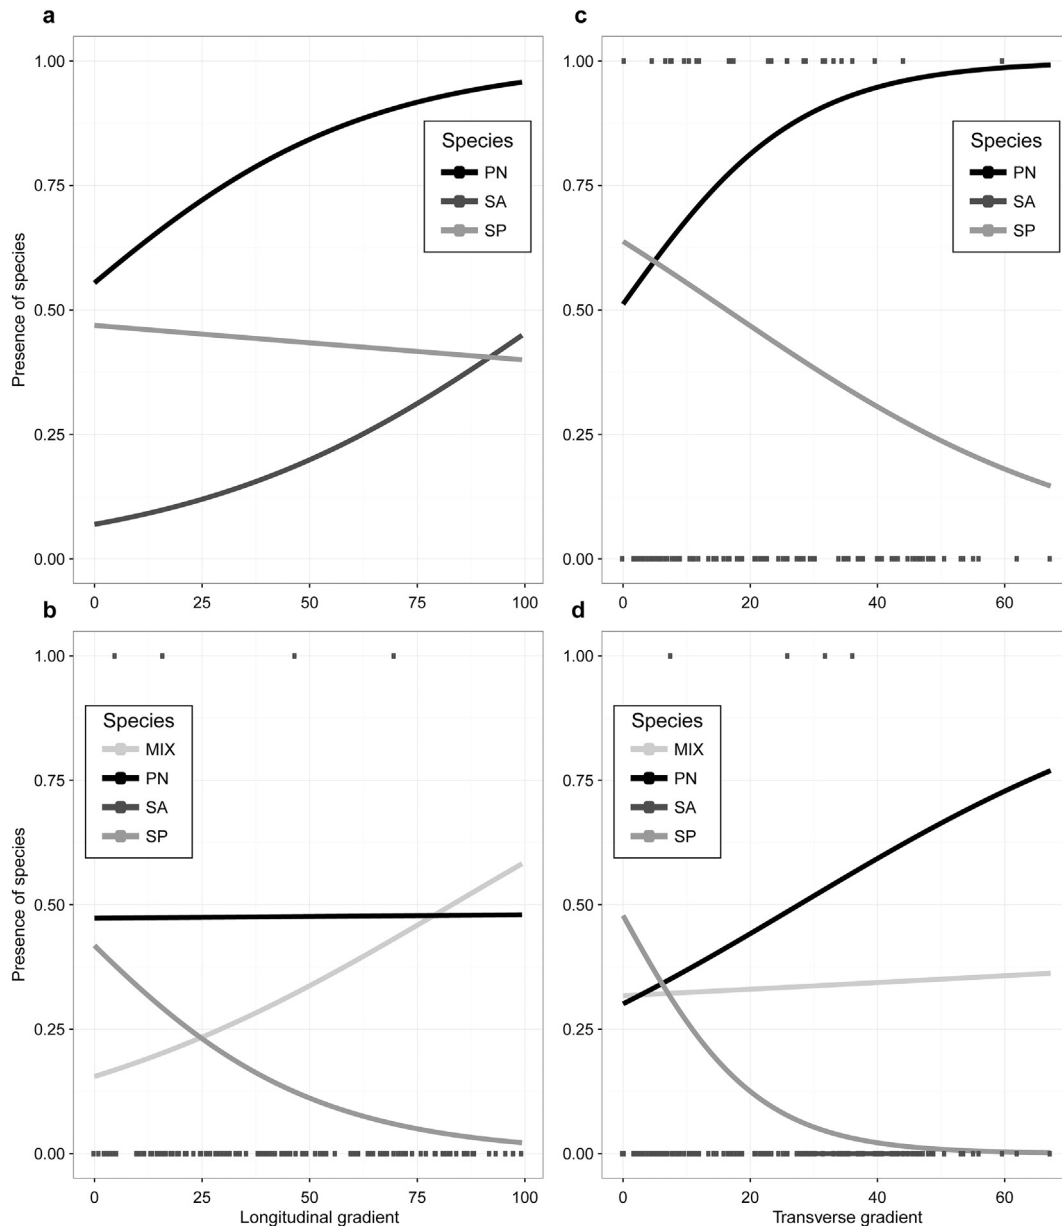 a
1.00
0.75
0.50
0.25
0.00
Presence of species
Species
PN
SA
SP
0 25 50 75 100
c
1.00
0.75
0.50
0.25
0.00
Species
PN
SA
SP
0 20 40 60
b
1.00
0.75
0.50
0.25
0.00
Presence of species
Species
MIX
PN
SA
SP
0 25 50 75 100
Longitudinal gradient
d
1.00
0.75
0.50
0.25
0.00
Species
MIX
PN
SA
SP
0 20 40 60
Transverse gradient